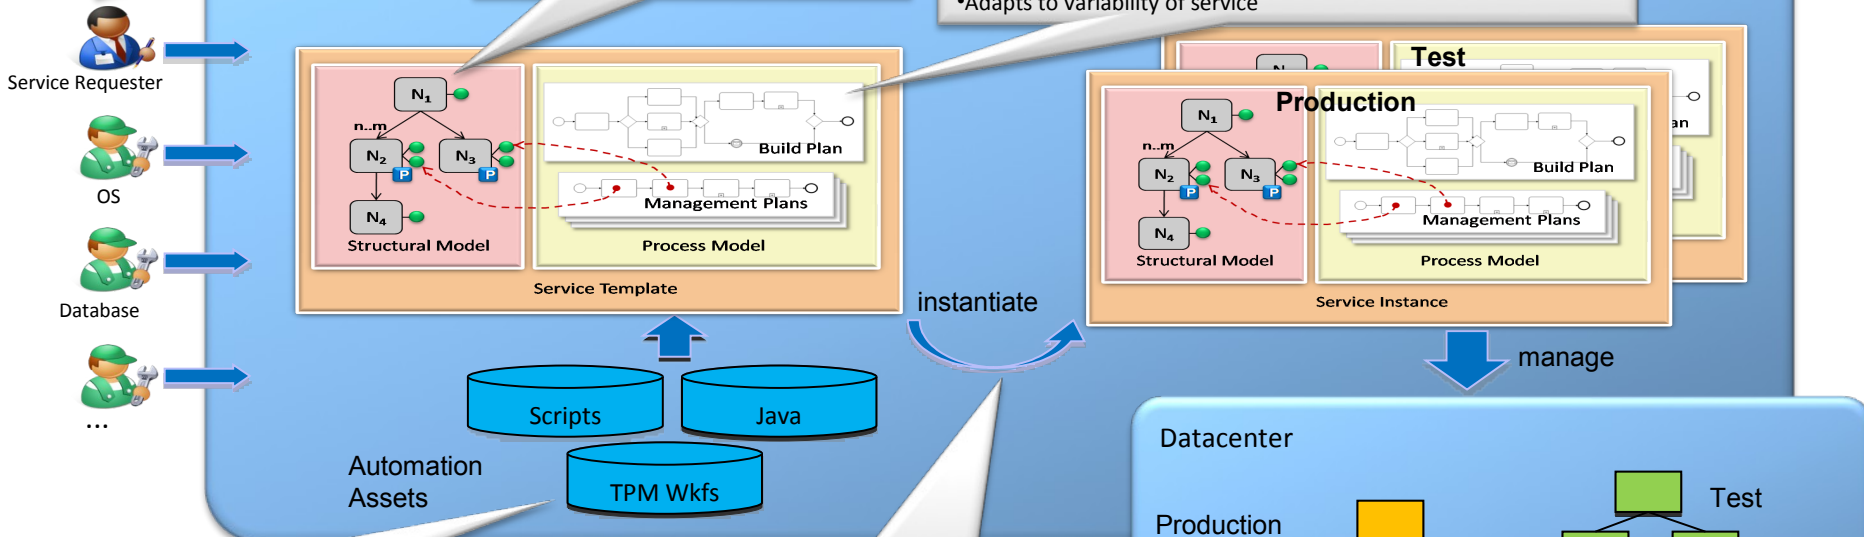 •Adapts to variability of service
Service Requester
OS
Database
...
N1
n..m
N2
N3
P
P
N4
Structural Model
Build Plan
Management Plans
Process Model
Service Template
instantiate
Scripts
Java
TPM Wkfs
Automation
Assets
Test
N
an
Production
N1
n..m
N2
N3
P
P
N4
Structural Model
Build Plan
Management Plans
Process Model
Service Instance
manage
Datacenter
Test
Production